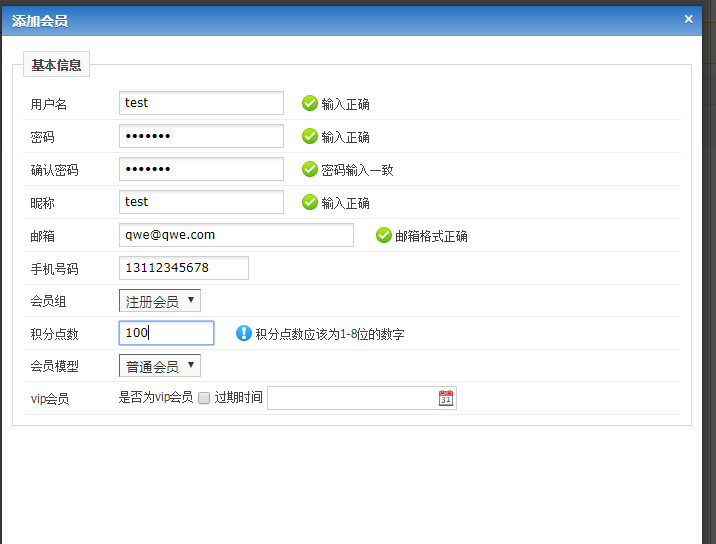 添加会员 ×
基本信息
用户名 test 输入正确
密码 ••••••• 输入正确
确认密码 ••••••• 密码输入一致
昵称 test 输入正确
邮箱 qwe@qwe.com 邮箱格式正确
手机号码 13112345678
会员组 注册会员 ▼
积分点数 100 积分点数应该为1-8位的数字
会员模型 普通会员 ▼
vip会员 是否为vip会员 过期时间 31